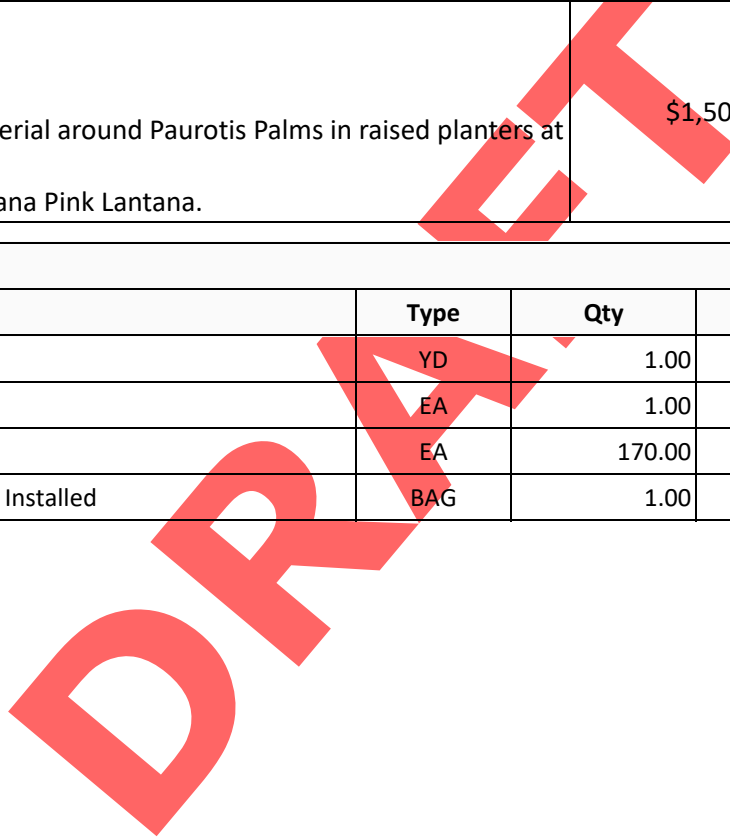 $1,50
erial around Paurotis Palms in raised planters at
ana Pink Lantana.
Type Qty
YD 1.00
EA 1.00
EA 170.00
Installed BAG 1.00
DRAFT